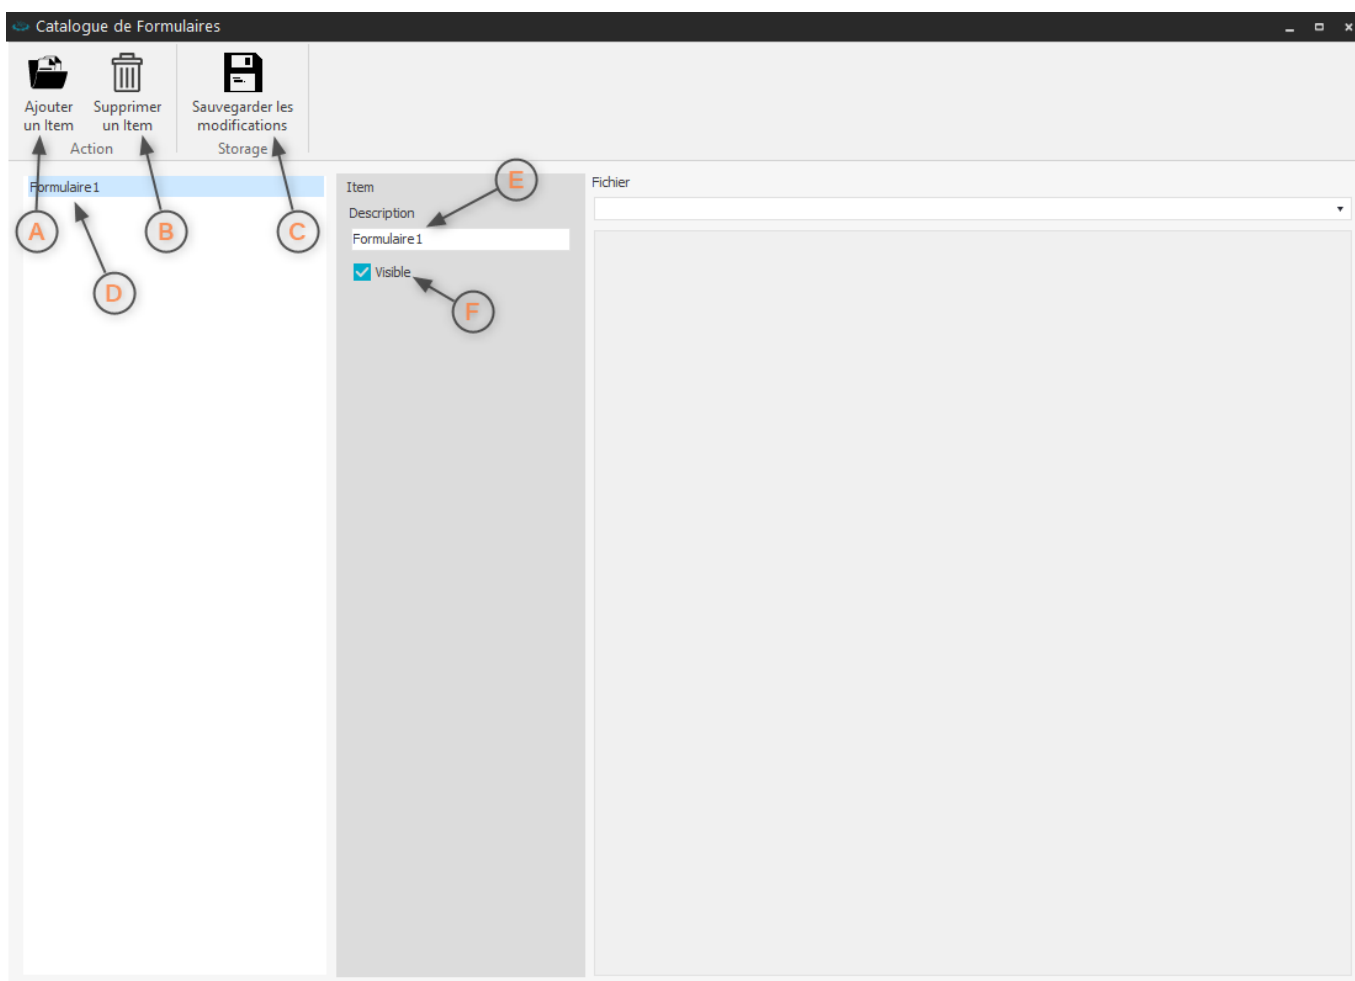 Catalogue de Formulaires
Ajouter
un Item
Supprimer
un Item
Sauvegarder les
modifications
Action
Storage
Formulaire1
Item
Description
Formulaire1
Visible
Fichier
A
B
C
D
E
F